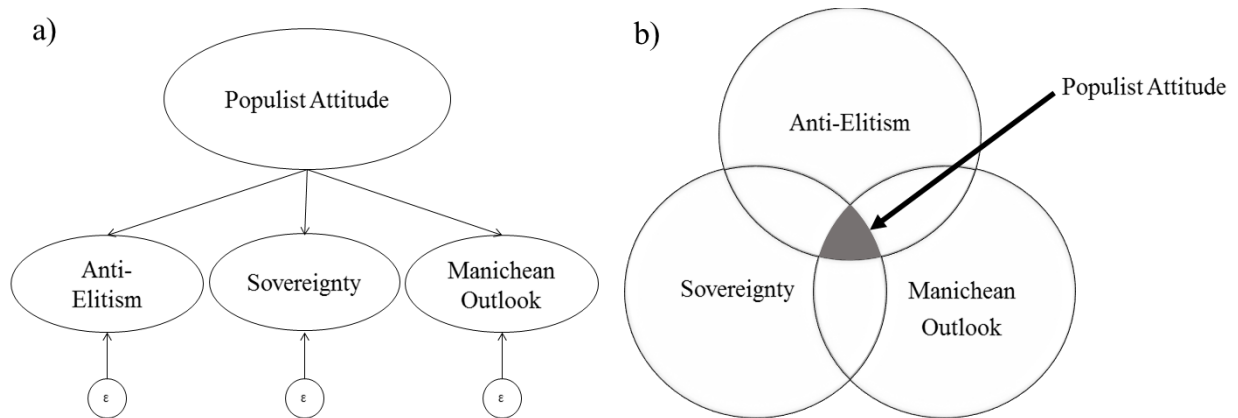 a)
Populist Attitude
Anti-
Elitism
Sovereignty
Manichean
Outlook
ε
ε
ε
b)
Populist Attitude
Anti-Elitism
Sovereignty
Manichean
Outlook